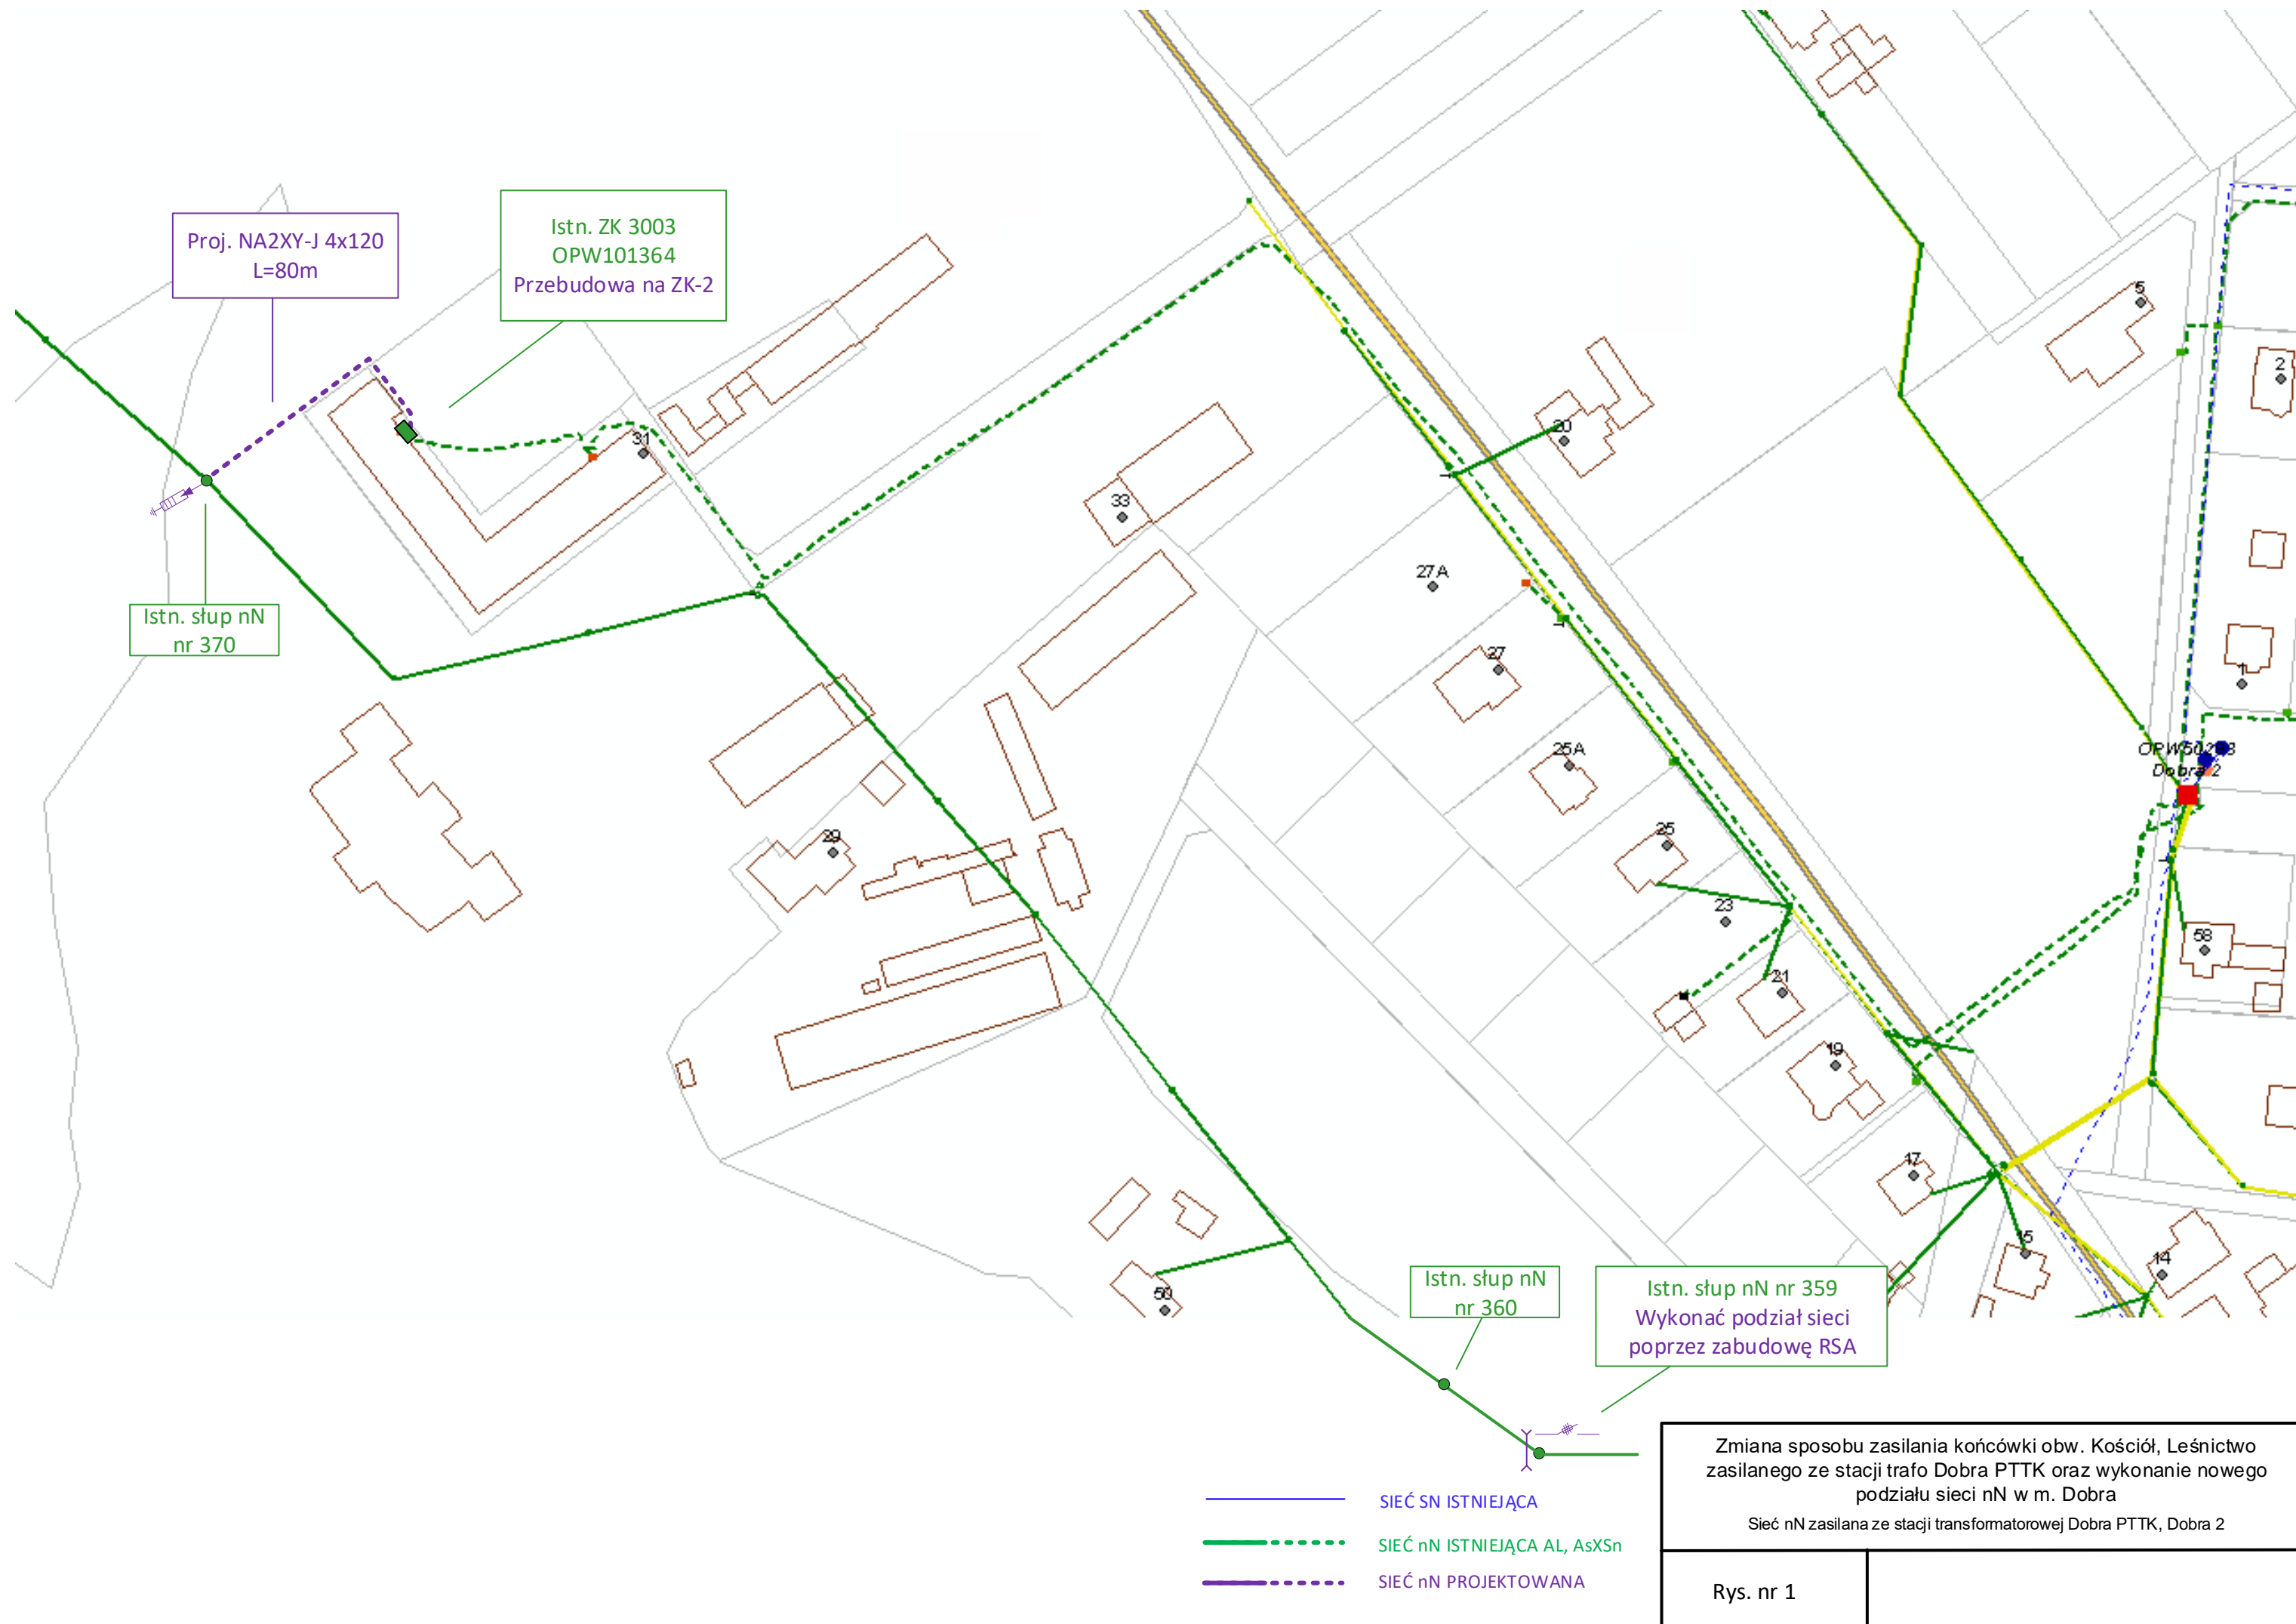 Proj. NA2XY-J 4x120
L=80m
Istn. ZK 3003
OPW101364
Przebudowa na ZK-2
5
2
31
20
33
27A
Istn. słup nN
nr 370
27
1
25A
Dobra 2
29
25
23
58
21
19
17
15
14
50
Istn. słup nN
nr 360
Istn. słup nN nr 359
Wykonać podział sieci
poprzez zabudowę RSA
SIEĆ SN ISTNIEJĄCA
SIEĆ nN ISTNIEJĄCA AL, AsXSn
SIEĆ nN PROJEKTOWANA
Zmiana sposobu zasilania końcówki obw. Kościół, Leśnictwo
zasilanego ze stacji trafo Dobra PTTK oraz wykonanie nowego
podziału sieci nN w m. Dobra
Sieć nN zasilana ze stacji transformatorowej Dobra PTTK, Dobra 2
Rys. nr 1